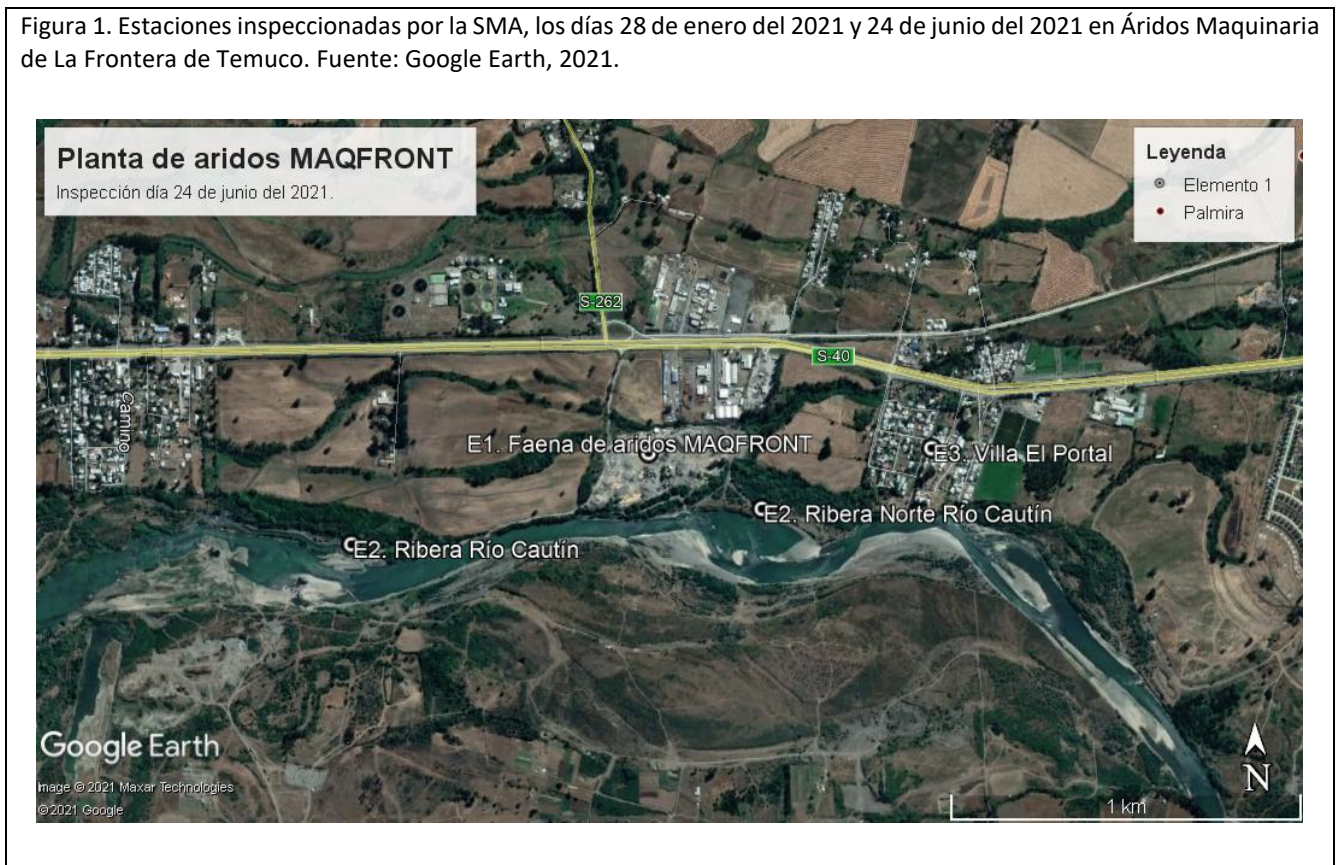 Figura 1. Estaciones inspeccionadas por la SMA, los días 28 de enero del 2021 y 24 de junio del 2021 en Áridos Maquinaria
de La Frontera de Temuco. Fuente: Google Earth, 2021.
Planta de aridos MAQFRONT
Inspección día 24 de junio del 2021.
Leyenda
Elemento 1
Palmira
S-262
S-40
Camino
E1. Faena de aridos MAQFRONT
E3. Villa El Portal
E2. Ribera Norte Río Cautín
E2. Ribera Río Cautín
Google Earth
Image © 2021 Maxar Technologies
©2021 Google
N
1 km